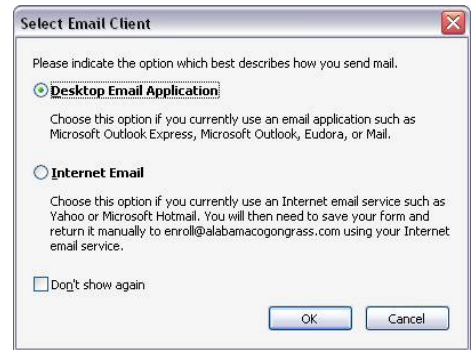 Select Email Client
Please indicate the option which best describes how you send mail.
Desktop Email Application
Choose this option if you currently use an email application such as
Microsoft Outlook Express, Microsoft Outlook, Eudora, or Mail.
Internet Email
Choose this option if you currently use an Internet email service such as
Yahoo or Microsoft Hotmail. You will then need to save your form and
return it manually to enroll@alabamacogongrass.com using your Internet
email service.
Don't show again
OK
Cancel